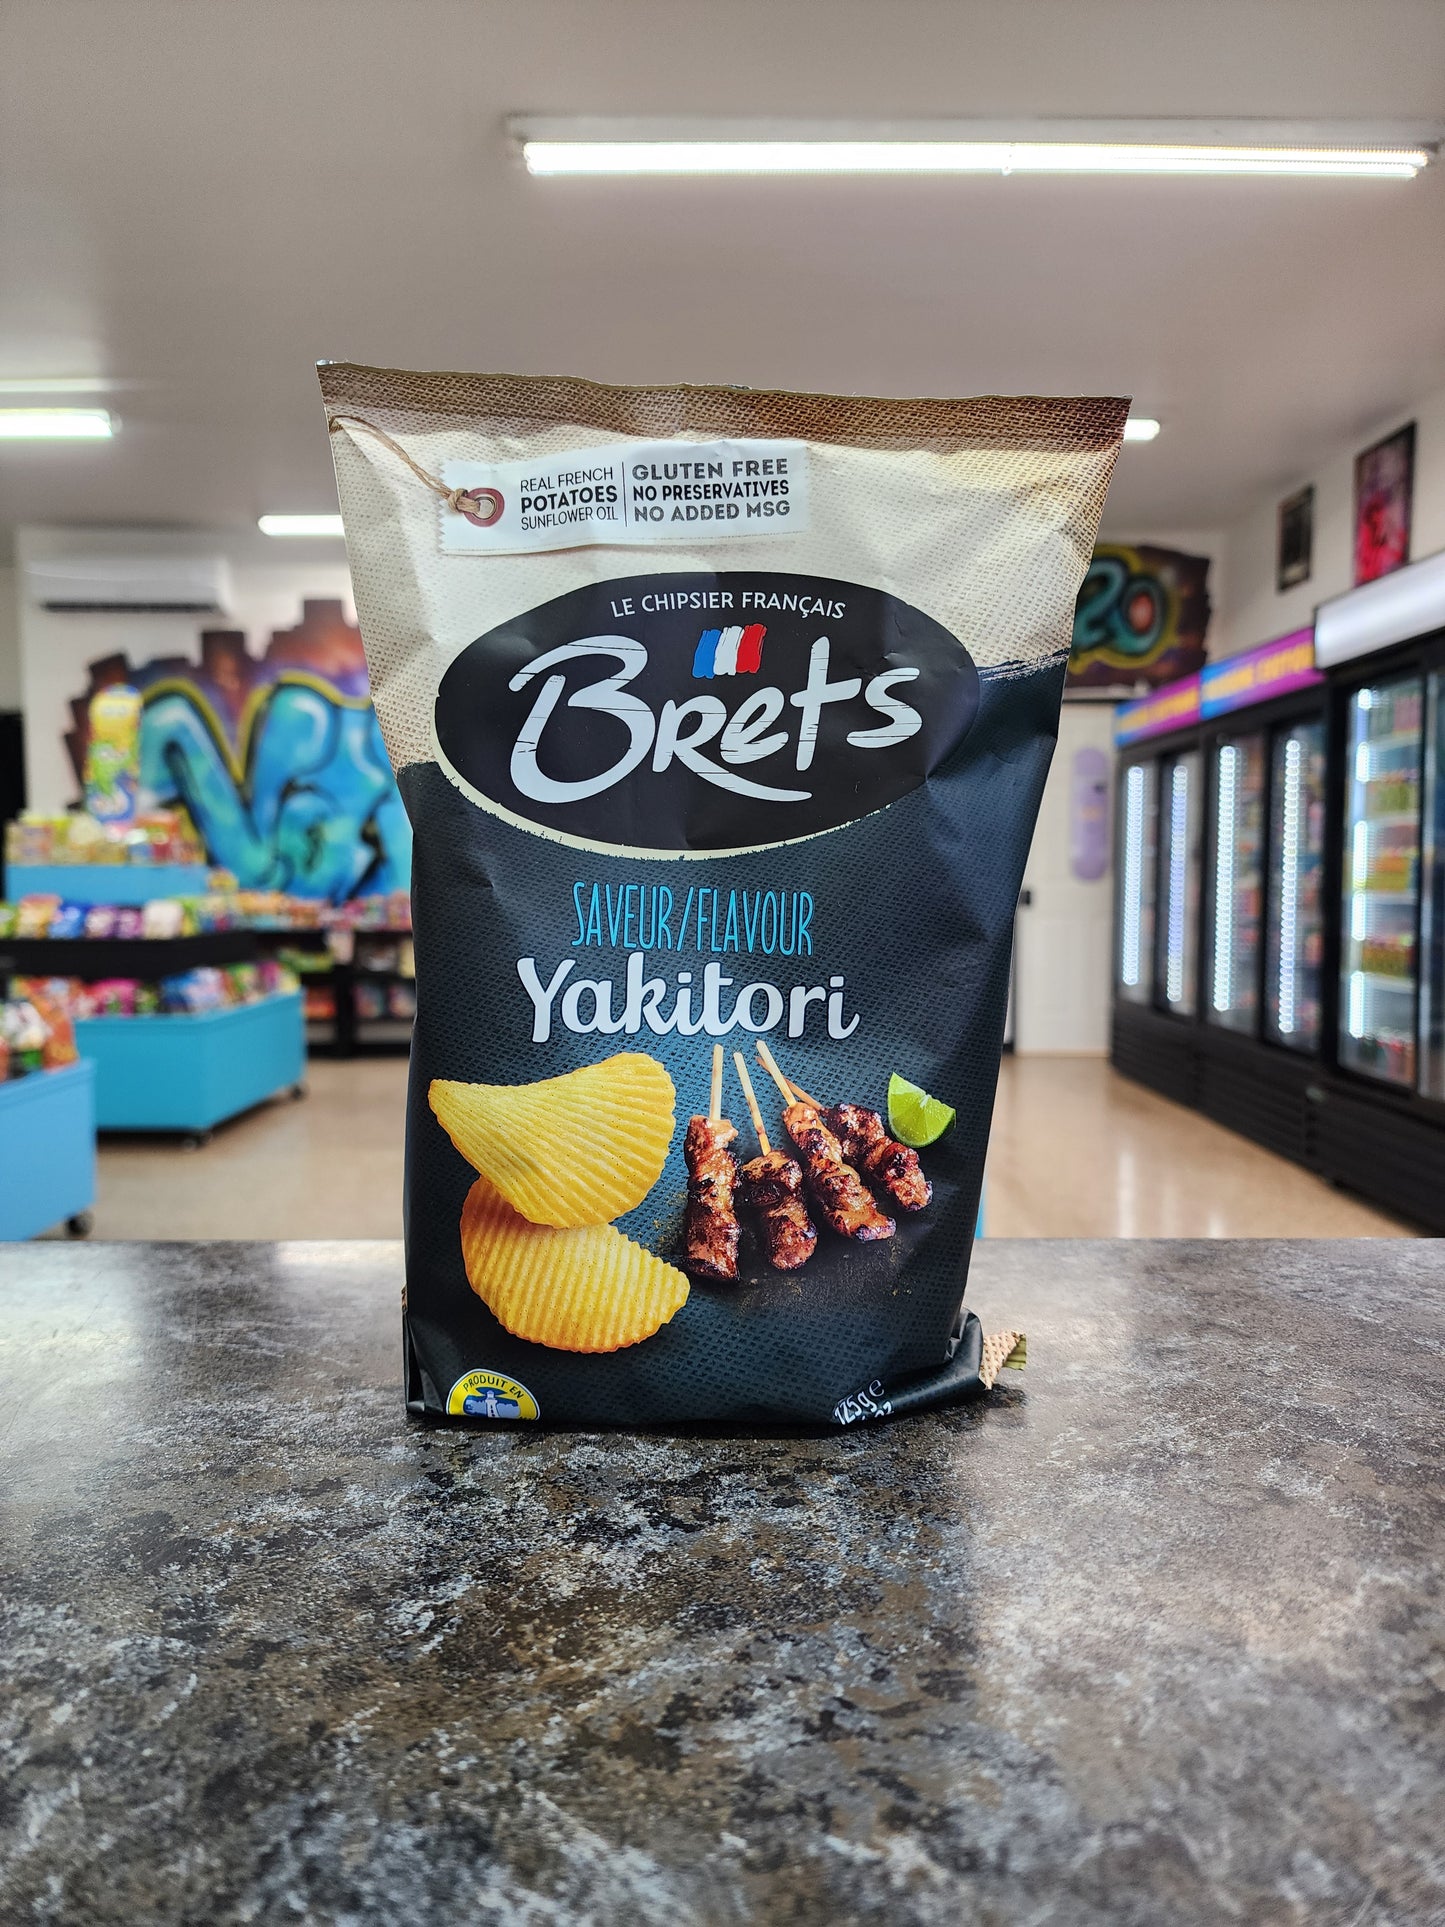 REAL FRENCH
POTATOES
SUNFLOWER OIL
GLUTEN FREE
NO PRESERVATIVES
NO ADDED MSG
LE CHIPSIER FRANÇAIS
Brets
SAVEUR/FLAVOUR
Yakitori
PRODUIT EN
125g e